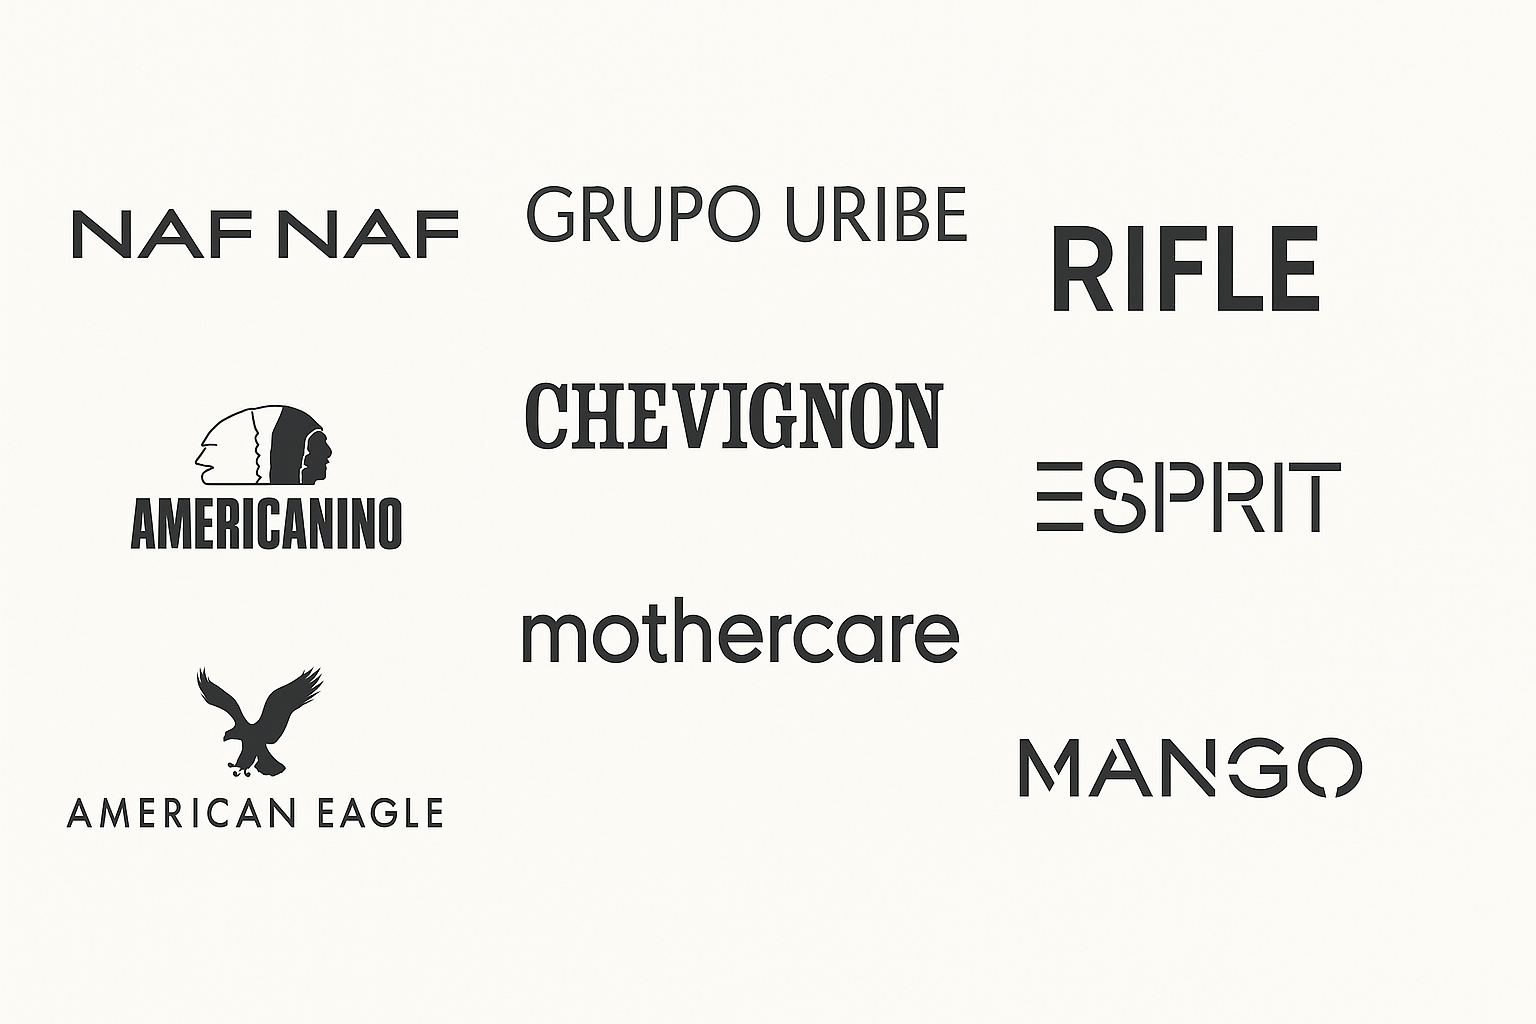 NAF NAF
GRUPO URIBE
RIFLE
AMERICANINO
CHEVIGNON
ESPRIT
AMERICAN EAGLE
mothercare
MANGO